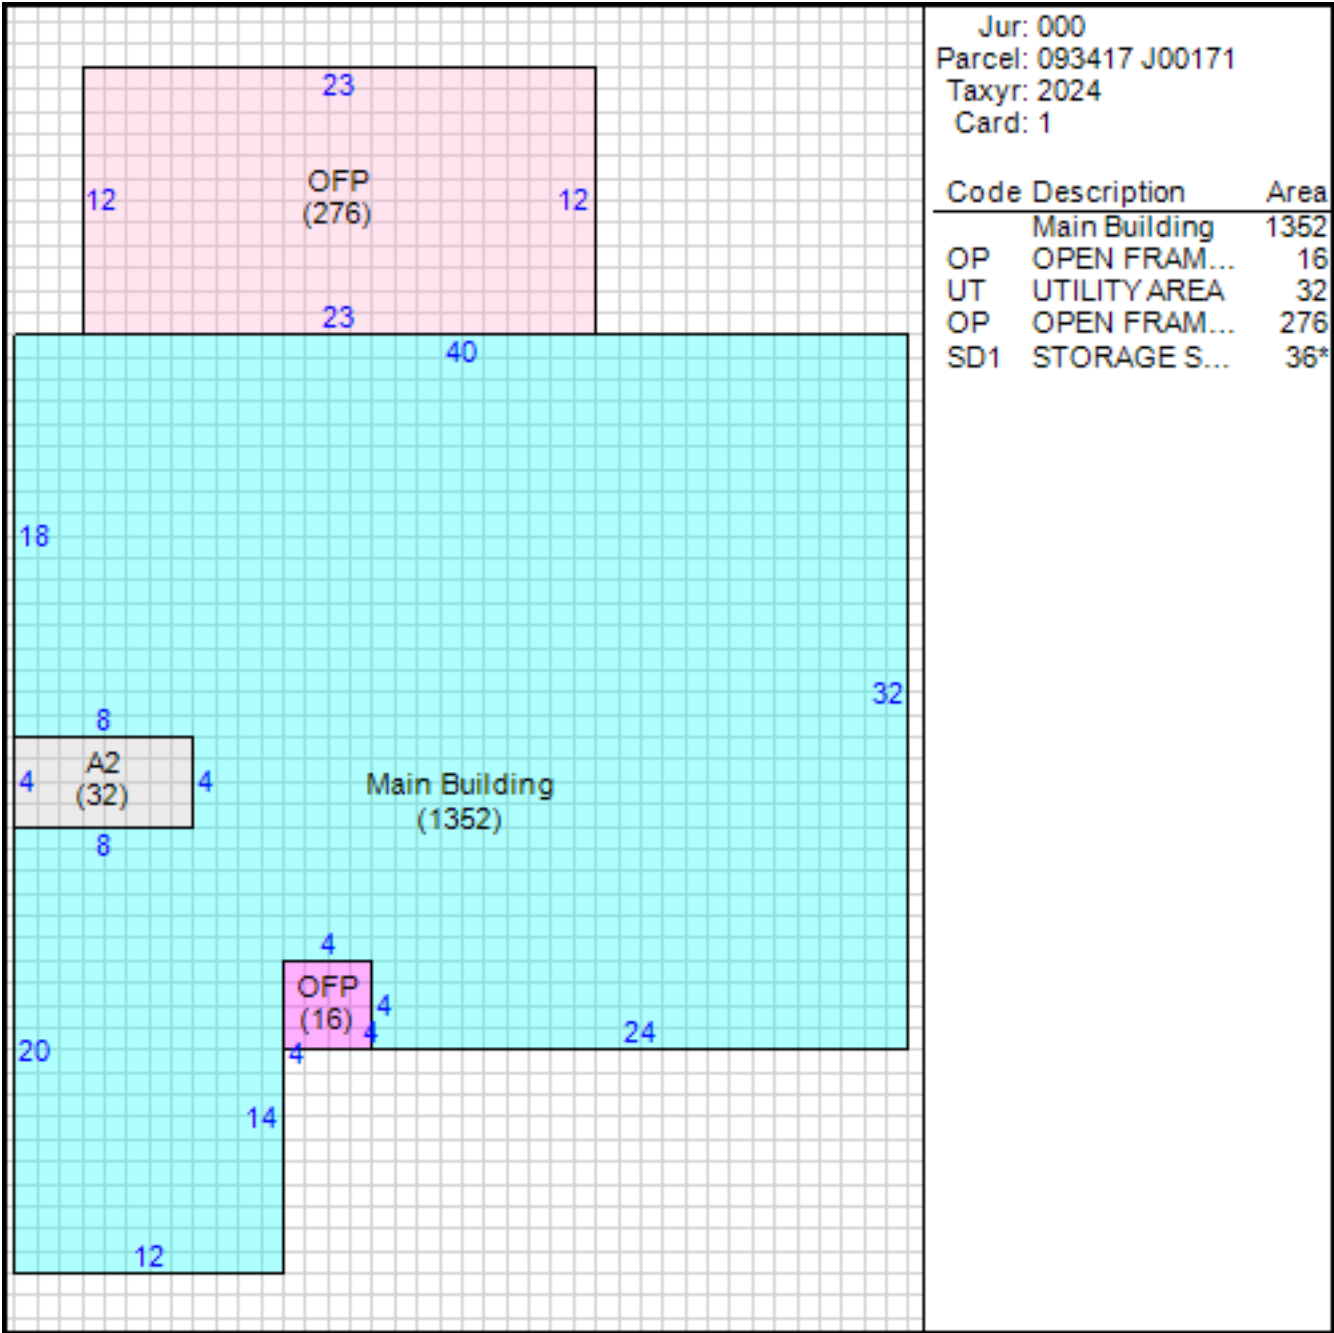 Jur: 000
Parcel: 093417 J00171
Taxyr: 2024
Card: 1
Code Description Area
Main Building 1352
OP OPEN FRAM... 16
UT UTILITY AREA 32
OP OPEN FRAM... 276
SD1 STORAGE S... 36*
23
OFP
(276)
12 12
23
40
18
32
8
A2
(32)
4 4
8
Main Building
(1352)
4
OFP
(16)
4
4
4
24
20
14
12